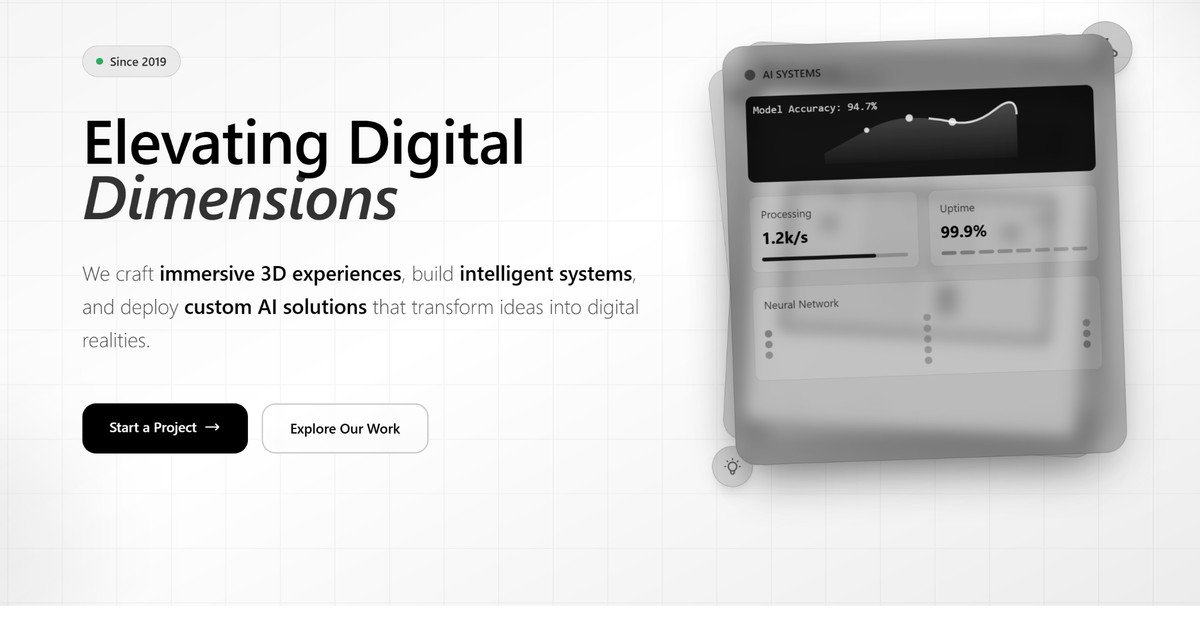 Since 2019
Elevating Digital
Dimensions
We craft immersive 3D experiences, build intelligent systems,
and deploy custom AI solutions that transform ideas into digital
realities.
Start a Project →
Explore Our Work
AI SYSTEMS
Model Accuracy: 94.7%
Processing
1.2k/s
Uptime
99.9%
Neural Network